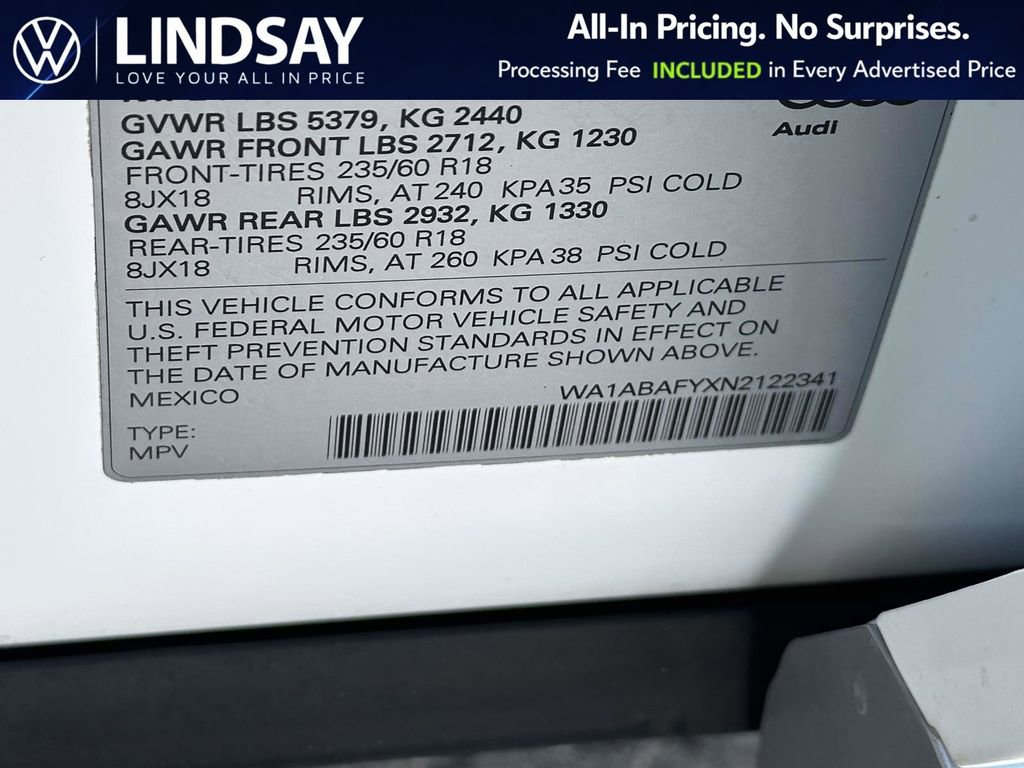 LINDSAY
LOVE YOUR ALL IN PRICE
All-In Pricing. No Surprises.
Processing Fee INCLUDED in Every Advertised Price
GVWR LBS 5379, KG 2440
Audi
GAWR FRONT LBS 2712, KG 1230
FRONT-TIRES 235/60 R18
8JX18 RIMS, AT 240 KPA 35 PSI COLD
GAWR REAR LBS 2932, KG 1330
REAR-TIRES 235/60 R18
8JX18 RIMS, AT 260 KPA 38 PSI COLD
THIS VEHICLE CONFORMS TO ALL APPLICABLE
U.S. FEDERAL MOTOR VEHICLE SAFETY AND
THEFT PREVENTION STANDARDS IN EFFECT ON
THE DATE OF MANUFACTURE SHOWN ABOVE.
MEXICO
WA1ABAFYXN2122341
TYPE:
MPV